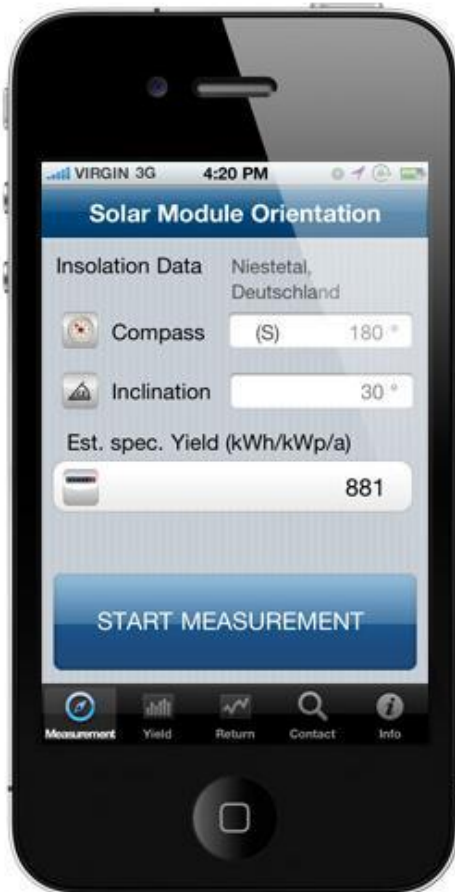 VIRGIN 3G 4:20 PM
Solar Module Orientation
Insolation Data Niestetal,
Deutschland
Compass (S) 180 °
Inclination 30 °
Est. spec. Yield (kWh/kWp/a)
881
START MEASUREMENT
Measurement Yield Return Contact Info